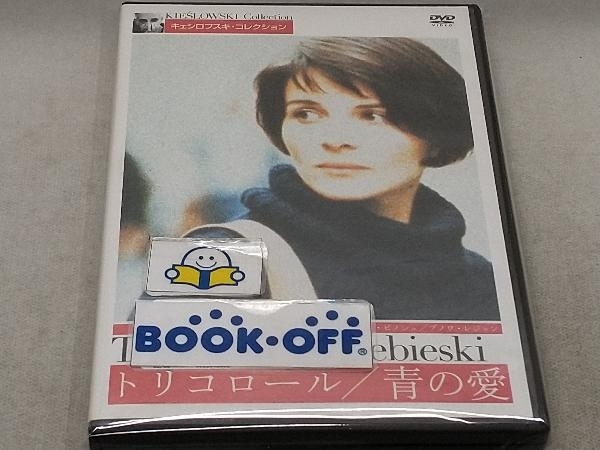 KIEŚLOWSKI Collection
キェシロフスキ・コレクション
DVD
VIDEO
・ビノシュ／ブノワ・レジャン
BOOK・OFF®
ebieski
トリコロール／青の愛